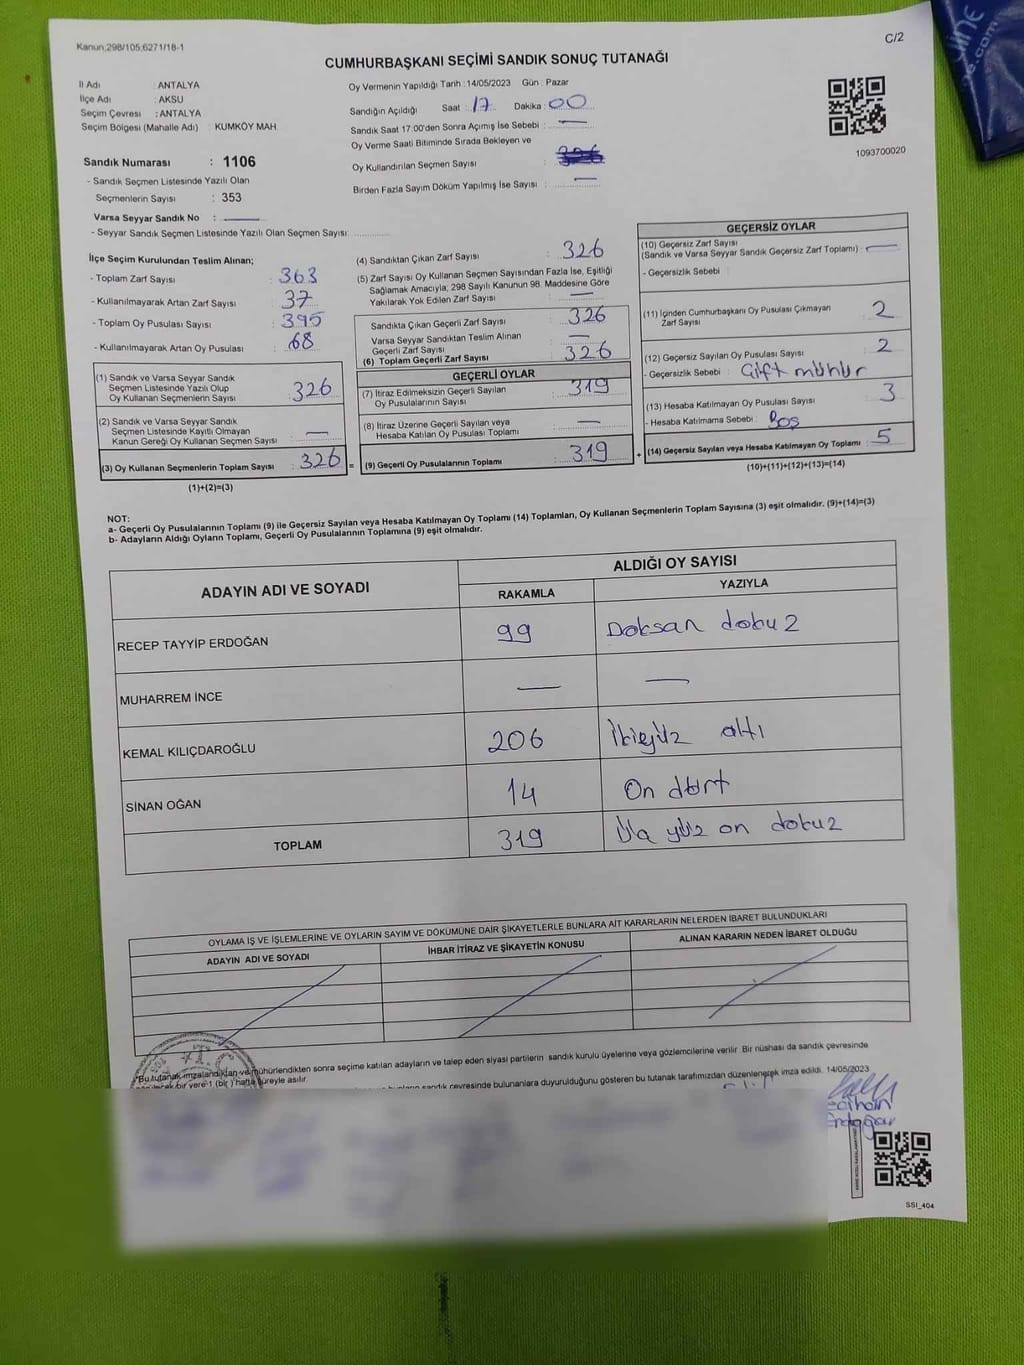 Kanun;298/105;6271/18-1
C/2
CUMHURBAŞKANI SEÇİMİ SANDIK SONUÇ TUTANAĞI
İl Adı : ANTALYA
İlçe Adı : AKSU
Seçim Çevresi : ANTALYA
Seçim Bölgesi (Mahalle Adı) : KUMKÖY MAH.
Sandık Numarası : 1106
- Sandık Seçmen Listesinde Yazılı Olan
Seçmenlerin Sayısı : 353
Varsa Seyyar Sandık No :
- Seyyar Sandık Seçmen Listesinde Yazılı Olan Seçmen Sayısı:
Oy Vermenin Yapıldığı Tarih : 14/05/2023 Gün : Pazar
Sandığın Açıldığı Saat : 17 Dakika : 00
Sandık Saat 17:00'den Sonra Açımış İse Sebebi :
Oy Verme Saati Bitiminde Sırada Bekleyen ve
Oy Kullandırılan Seçmen Sayısı :
Birden Fazla Sayım Döküm Yapılmış İse Sayısı :
1093700020
İlçe Seçim Kurulundan Teslim Alınan;
- Toplam Zarf Sayısı : 363
- Kullanılmayarak Artan Zarf Sayısı : 37
- Toplam Oy Pusulası Sayısı : 395
- Kullanılmayarak Artan Oy Pusulası : 68
(1) Sandık ve Varsa Seyyar Sandık
Seçmen Listesinde Yazılı Olup
Oy Kullanan Seçmenlerin Sayısı : 326
(2) Sandık ve Varsa Seyyar Sandık
Seçmen Listesinde Kayıtlı Olmayan
Kanun Gereği Oy Kullanan Seçmen Sayısı : —
(3) Oy Kullanan Seçmenlerin Toplam Sayısı : 326 =
(1)+(2)=(3)
(4) Sandıktan Çıkan Zarf Sayısı : 326
(5) Zarf Sayısı Oy Kullanan Seçmen Sayısından Fazla İse, Eşitliği
Sağlamak Amacıyla; 298 Sayılı Kanunun 98. Maddesine Göre
Yakılarak Yok Edilen Zarf Sayısı : —
Sandıkta Çıkan Geçerli Zarf Sayısı : 326
Varsa Seyyar Sandıktan Teslim Alınan
Geçerli Zarf Sayısı : —
(6) Toplam Geçerli Zarf Sayısı : 326
GEÇERLİ OYLAR
(7) İtiraz Edilmeksizin Geçerli Sayılan
Oy Pusulalarının Sayısı : 319
(8) İtiraz Üzerine Geçerli Sayılan veya
Hesaba Katılan Oy Pusulası Toplamı : —
(9) Geçerli Oy Pusulalarının Toplamı : 319 +
GEÇERSİZ OYLAR
(10) Geçersiz Zarf Sayısı
(Sandık ve Varsa Seyyar Sandık Geçersiz Zarf Toplamı) : —
- Geçersizlik Sebebi :
(11) İçinden Cumhurbaşkanı Oy Pusulası Çıkmayan
Zarf Sayısı : 2
(12) Geçersiz Sayılan Oy Pusulası Sayısı : 2
- Geçersizlik Sebebi : Çift mühür
(13) Hesaba Katılmayan Oy Pusulası Sayısı : 3
- Hesaba Katılmama Sebebi : Boş
(14) Geçersiz Sayılan veya Hesaba Katılmayan Oy Toplamı : 5
(10)+(11)+(12)+(13)=(14)
NOT:
a- Geçerli Oy Pusulalarının Toplamı (9) ile Geçersiz Sayılan veya Hesaba Katılmayan Oy Toplamı (14) Toplamları, Oy Kullanan Seçmenlerin Toplam Sayısına (3) eşit olmalıdır. (9)+(14)=(3)
b- Adayların Aldığı Oyların Toplamı, Geçerli Oy Pusulalarının Toplamına (9) eşit olmalıdır.
ADAYIN ADI VE SOYADI
ALDIĞI OY SAYISI
RAKAMLA YAZIYLA
RECEP TAYYİP ERDOĞAN 99 Doksan dokuz
MUHARREM İNCE — —
KEMAL KILIÇDAROĞLU 206 İkiyüz altı
SİNAN OĞAN 14 On dört
TOPLAM 319 Üç yüz on dokuz
OYLAMA İŞ VE İŞLEMLERİNE VE OYLARIN SAYIM VE DÖKÜMÜNE DAİR ŞİKAYETLERLE BUNLARA AİT KARARLARIN NELERDEN İBARET BULUNDUKLARI
ADAYIN ADI VE SOYADI İHBAR İTİRAZ VE ŞİKAYETİN KONUSU ALINAN KARARIN NEDEN İBARET OLDUĞU
T.C
*Bu tutanak imzalandıktan ve mühürlendikten sonra seçime katılan adayların ve talep eden siyasi partilerin sandık kurulu üyelerine veya gözlemcilerine verilir. Bir nüshası da sandık çevresinde
bir yere 1 (bir) hafta süreyle asılır.
sandık çevresinde bulunanlara duyurulduğunu gösteren bu tutanak tarafımızdan düzenlenerek imza edildi. 14/05/2023
Erdoğan
SSI_404